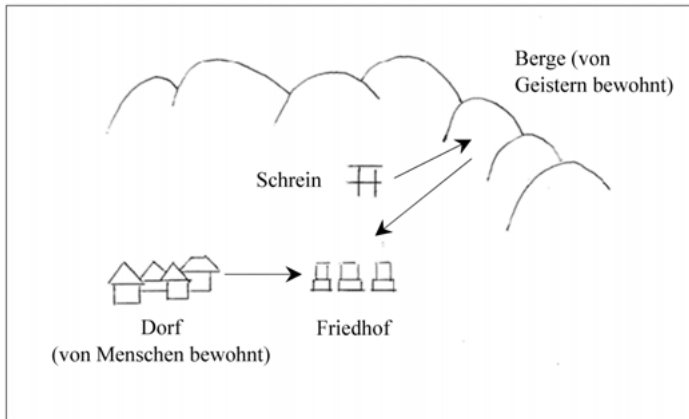 Berge (von
Geistern bewohnt)
Schrein
Dorf
(von Menschen bewohnt)
Friedhof